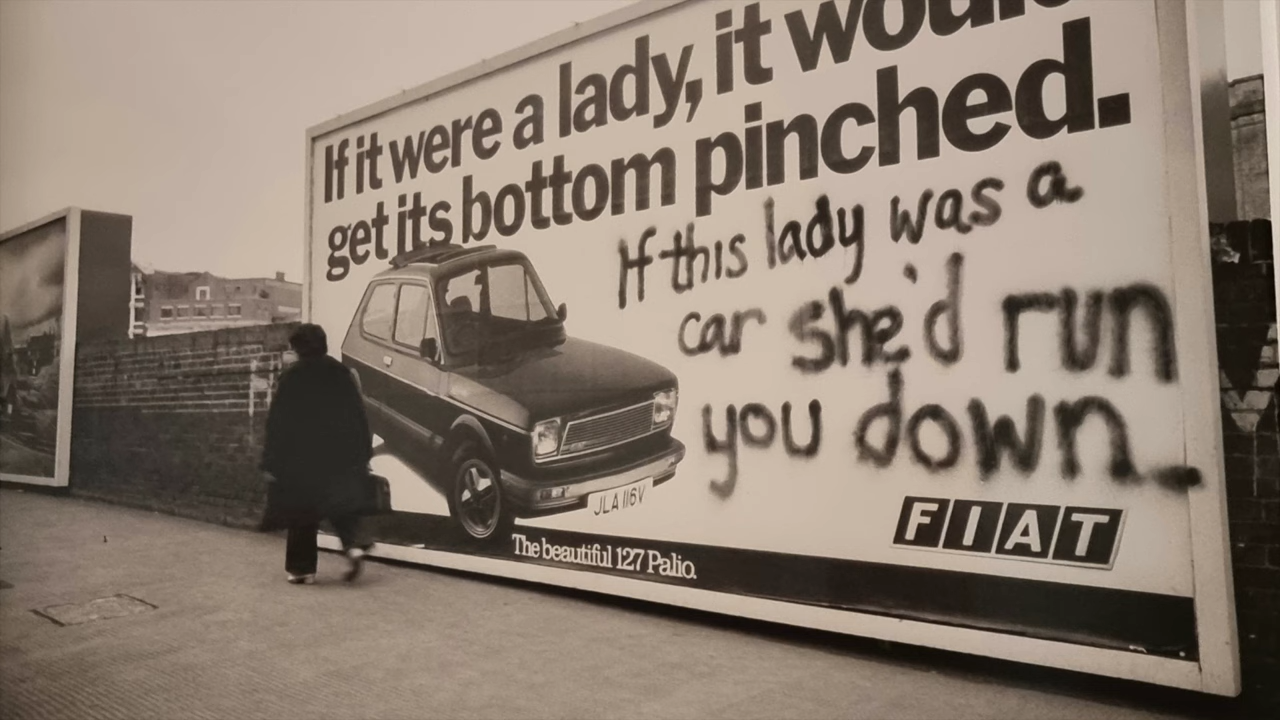 If it were a lady, it would
get its bottom pinched.
If this lady was a
car she'd run
you down_
JLA 116V
The beautiful 127 Palio.
FIAT